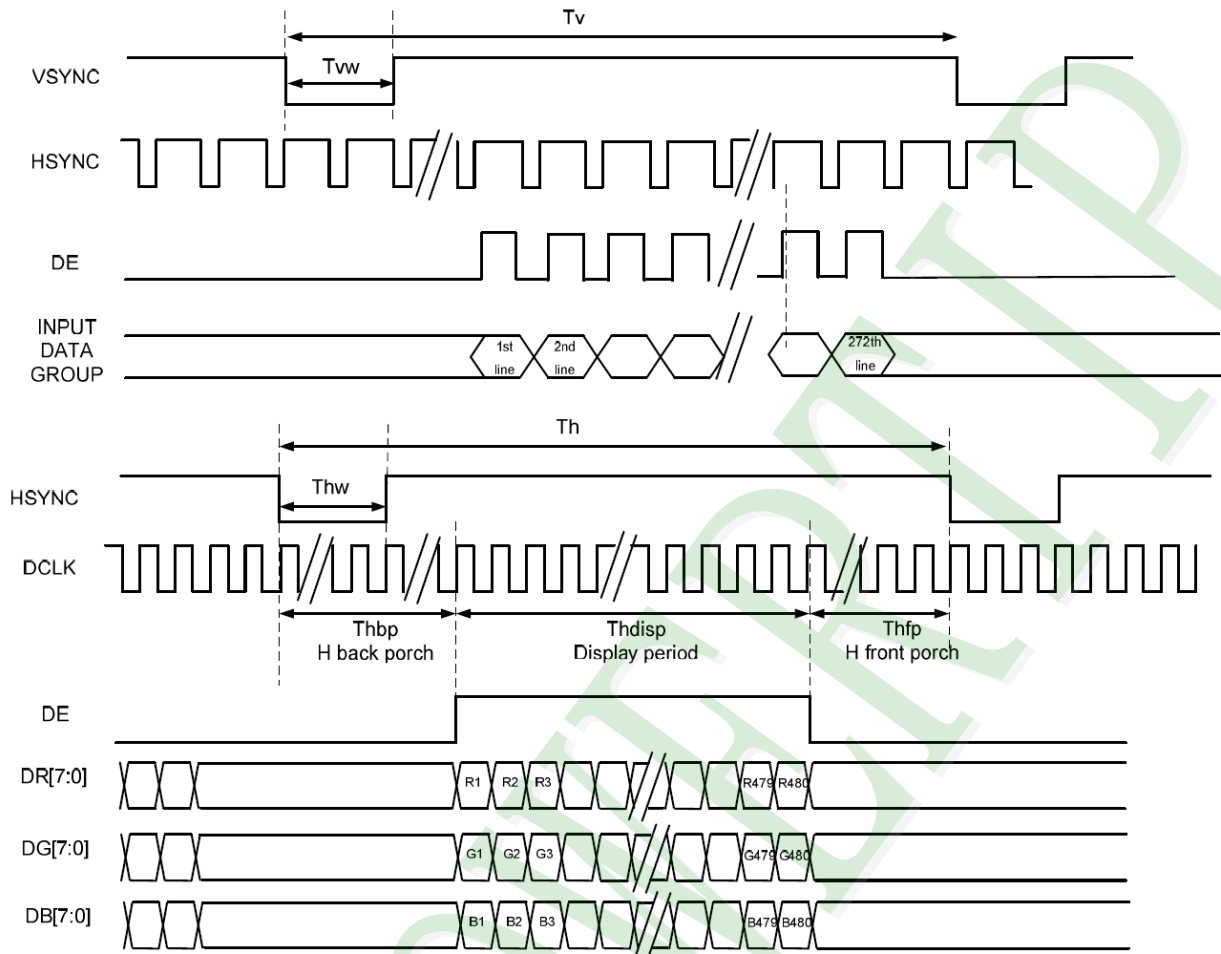 Tv
VSYNC
Tvw
HSYNC
DE
INPUT
DATA
GROUP
1st
line
2nd
line
272th
line
Th
HSYNC
Thw
DCLK
Thbp
H back porch
Thdisp
Display period
Thfp
H front porch
DE
DR[7:0]
R1 R2 R3 R479 R480
DG[7:0]
G1 G2 G3 G479 G480
DB[7:0]
B1 B2 B3 B479 B480